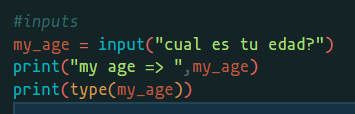 #inputs
my_age = input("cual es tu edad?")
print("my age => ",my_age)
print(type(my_age))